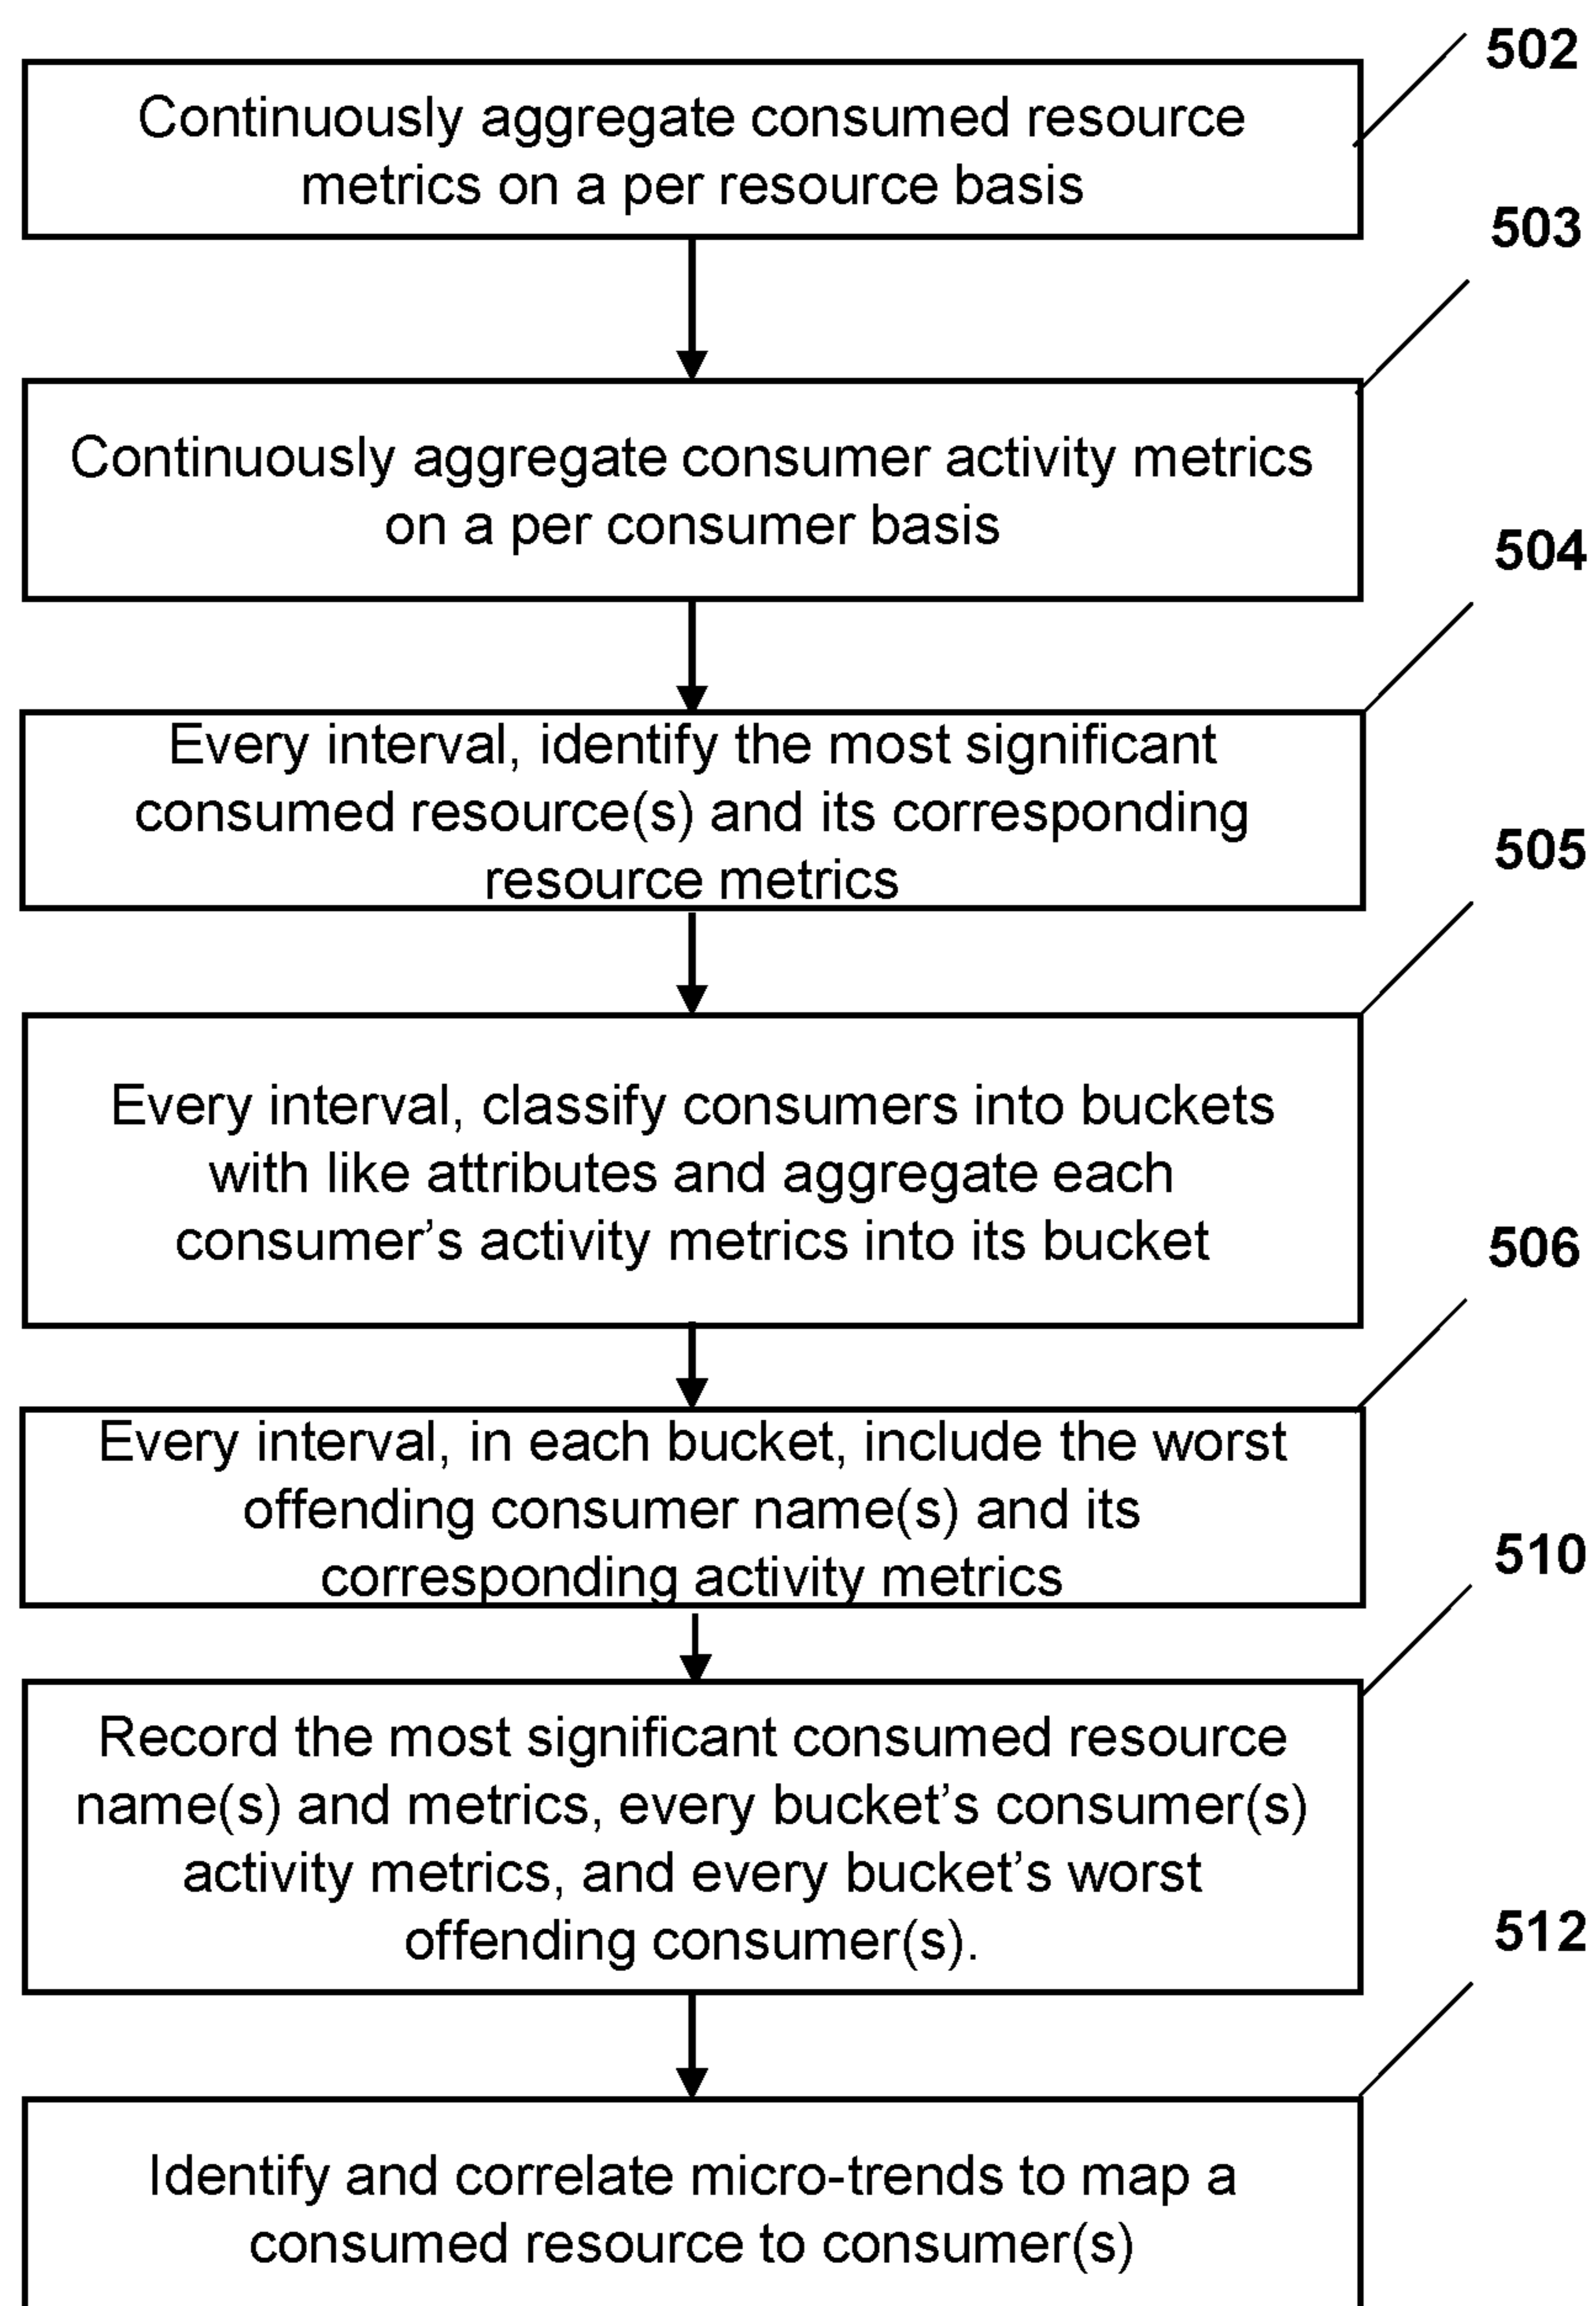 502
Continuously aggregate consumed resource
metrics on a per resource basis
503
Continuously aggregate consumer activity metrics
on a per consumer basis
504
Every interval, identify the most significant
consumed resource(s) and its corresponding
resource metrics
505
Every interval, classify consumers into buckets
with like attributes and aggregate each
consumer’s activity metrics into its bucket
506
Every interval, in each bucket, include the worst
offending consumer name(s) and its
corresponding activity metrics
510
Record the most significant consumed resource
name(s) and metrics, every bucket’s consumer(s)
activity metrics, and every bucket’s worst
offending consumer(s).
512
Identify and correlate micro-trends to map a
consumed resource to consumer(s)